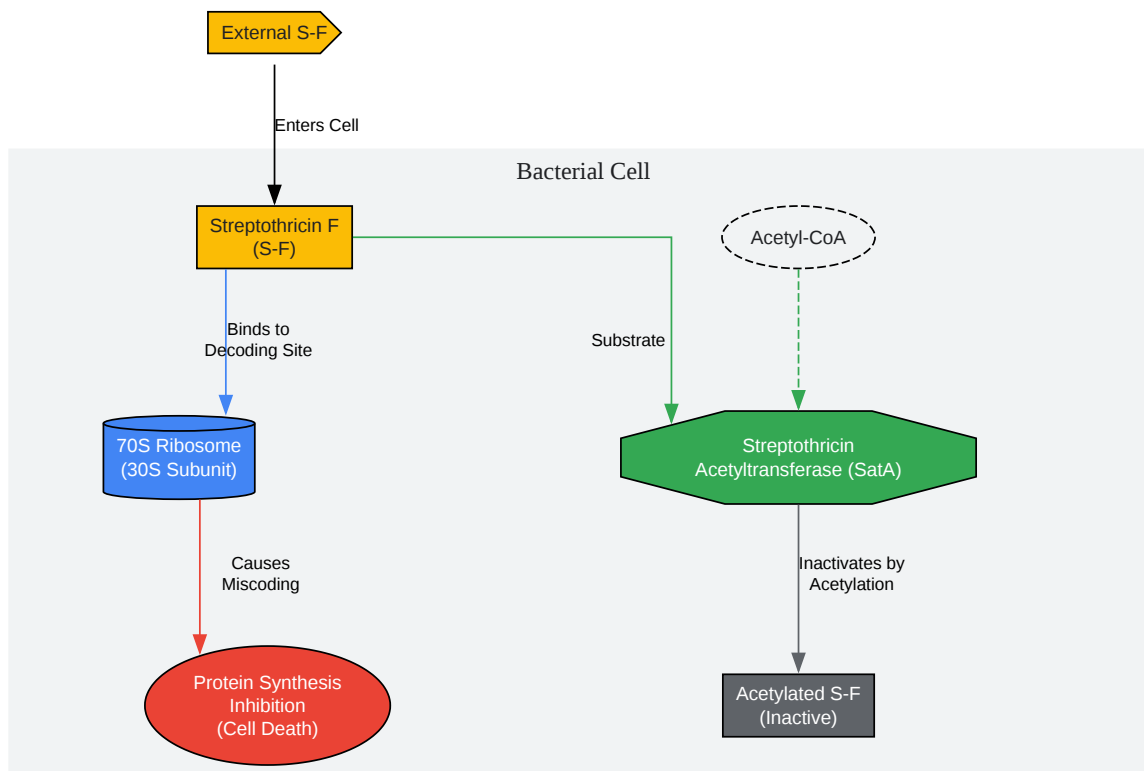 External S-F
Enters Cell
Bacterial Cell
Streptothricin F
(S-F)
Acetyl-CoA
Binds to
Decoding Site
Substrate
70S Ribosome
(30S Subunit)
Streptothricin
Acetyltransferase (SatA)
Causes
Miscoding
Inactivates by
Acetylation
Protein Synthesis
Inhibition
(Cell Death)
Acetylated S-F
(Inactive)